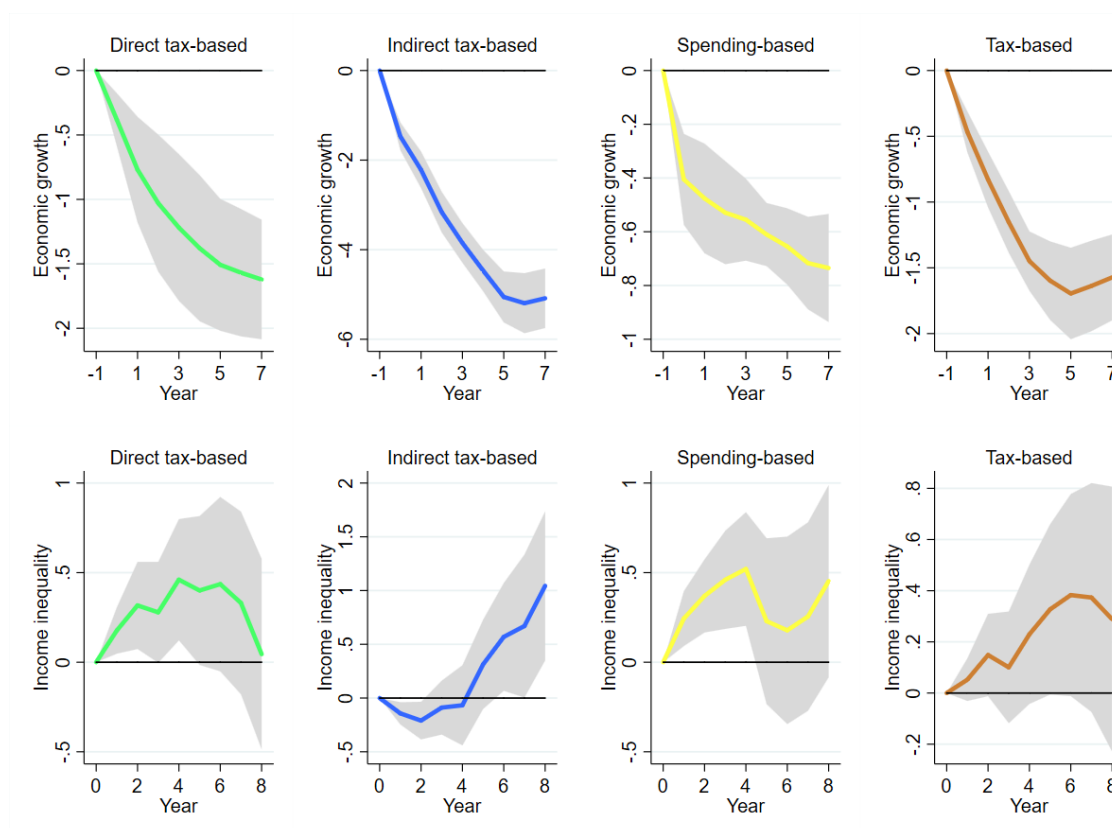 Direct tax-based
Economic growth
0
-.5
-1
-1.5
-2
-1 1 3 5 7
Year
Indirect tax-based
Economic growth
0
-2
-4
-6
-1 1 3 5 7
Year
Spending-based
Economic growth
0
-.2
-.4
-.6
-.8
-1
-1 1 3 5 7
Year
Tax-based
Economic growth
0
-.5
-1
-1.5
-2
-1 1 3 5 7
Year
Direct tax-based
Income inequality
1
.5
0
-.5
0 2 4 6 8
Year
Indirect tax-based
Income inequality
2
1.5
1
.5
0
-.5
0 2 4 6 8
Year
Spending-based
Income inequality
1
.5
0
-.5
0 2 4 6 8
Year
Tax-based
Income inequality
.8
.6
.4
.2
0
-.2
0 2 4 6 8
Year